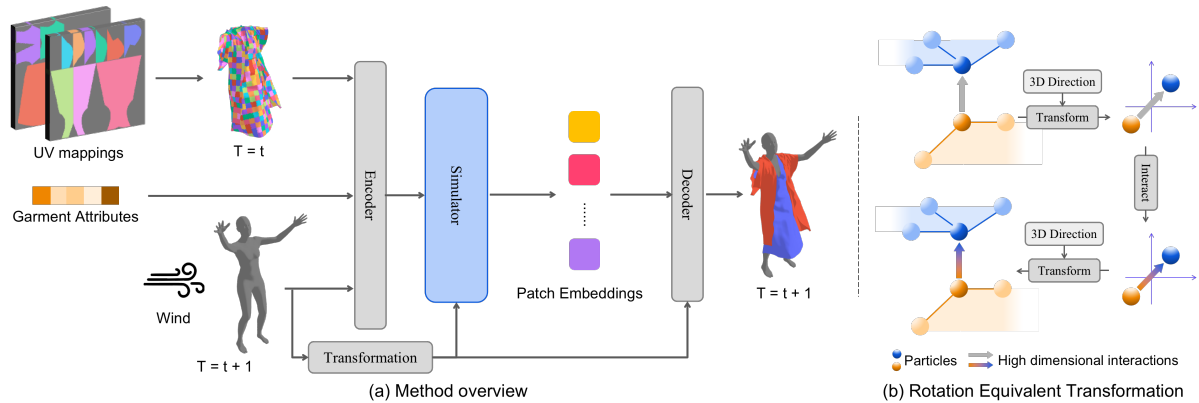 UV mappings
T = t
Garment Attributes
Wind
T = t + 1
Encoder
Transformation
Simulator
Patch Embeddings
Decoder
T = t + 1
(a) Method overview
3D Direction
Transform
Interact
3D Direction
Transform
Particles
High dimensional interactions
(b) Rotation Equivalent Transformation